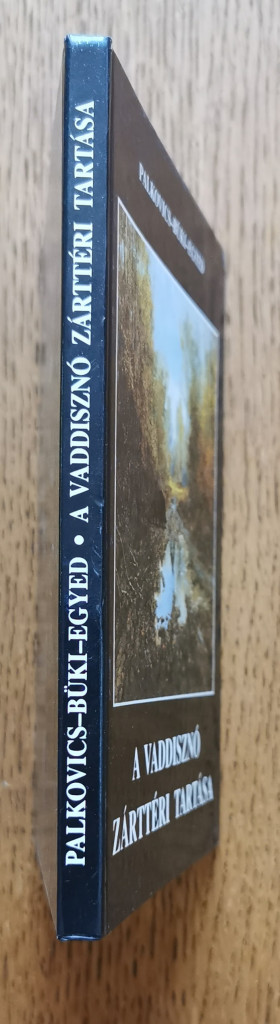 PALKOVICS–BÜKI–EGYED • A VADDISZNÓ ZÁRTTÉRI TARTÁSA
PALKOVICS–BÜKI–EGYED
A VADDISZNÓ
ZÁRTTÉRI TARTÁSA